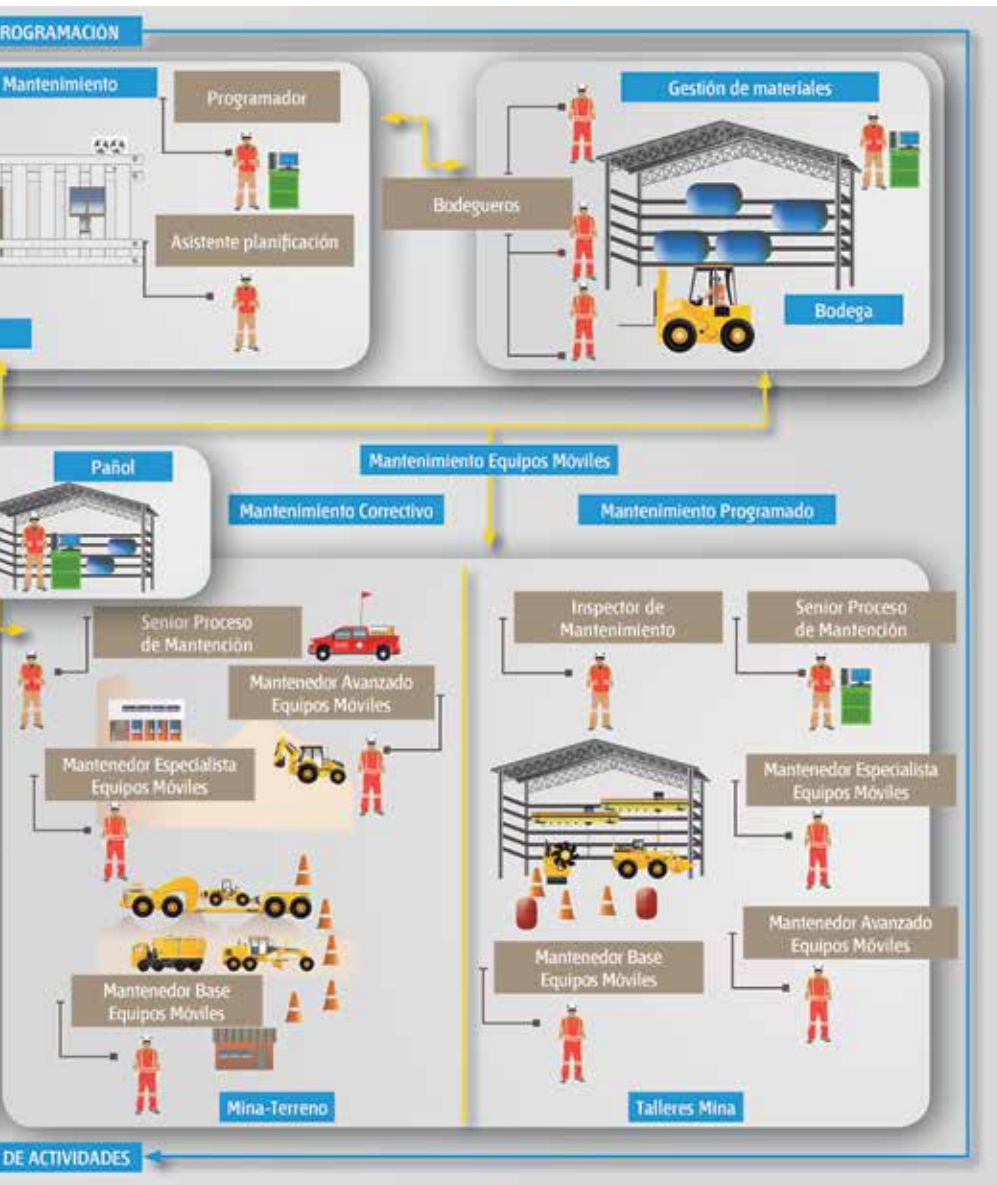 ROGRAMACIÓN
Mantenimiento
Programador
Gestión de materiales
Bodegueros
Asistente planificación
Bodega
Pañol
Mantenimiento Equipos Móviles
Mantenimiento Correctivo
Mantenimiento Programado
Senior Proceso
de Mantención
Mantenedor Avanzado
Equipos Móviles
Mantenedor Especialista
Equipos Móviles
Mantenedor Base
Equipos Móviles
Mina-Terreno
Inspector de
Mantenimiento
Senior Proceso
de Mantención
Mantenedor Especialista
Equipos Móviles
Mantenedor Avanzado
Equipos Móviles
Mantenedor Base
Equipos Móviles
Talleres Mina
DE ACTIVIDADES